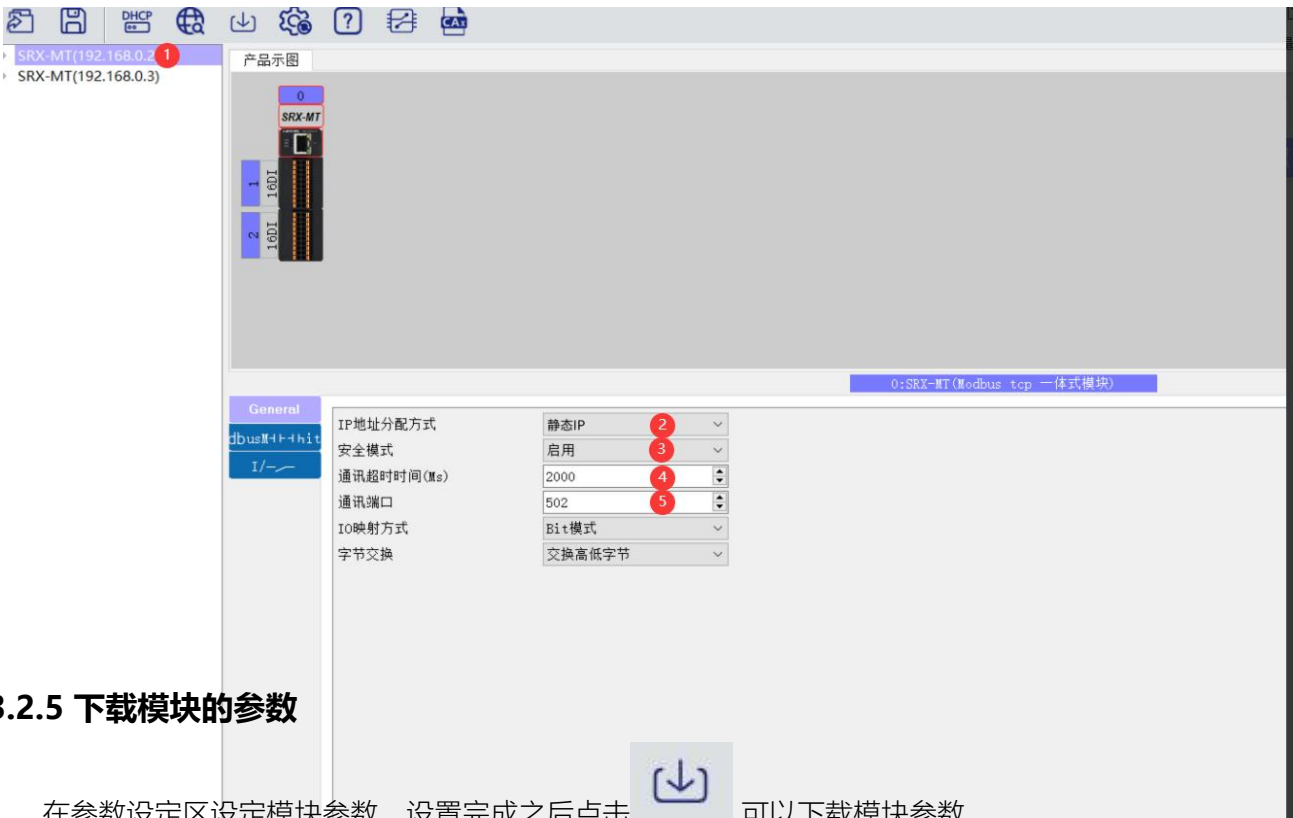 DHCP
CAt
SRX-MT(192.168.0.2 1
SRX-MT(192.168.0.3)
产品示图
0
SRX-MT
1
16DI
2
16DI
0:SRX-MT(Modbus tcp 一体式模块)
General
IP地址分配方式 静态IP 2
安全模式 启用 3
I/
通讯超时时间(Ms) 2000 4
通讯端口 502 5
IO映射方式 Bit模式
字节交换 交换高低字节
3.2.5 下载模块的参数
在参数设定区设定模块参数，设置完成之后点击 可以下载模块参数